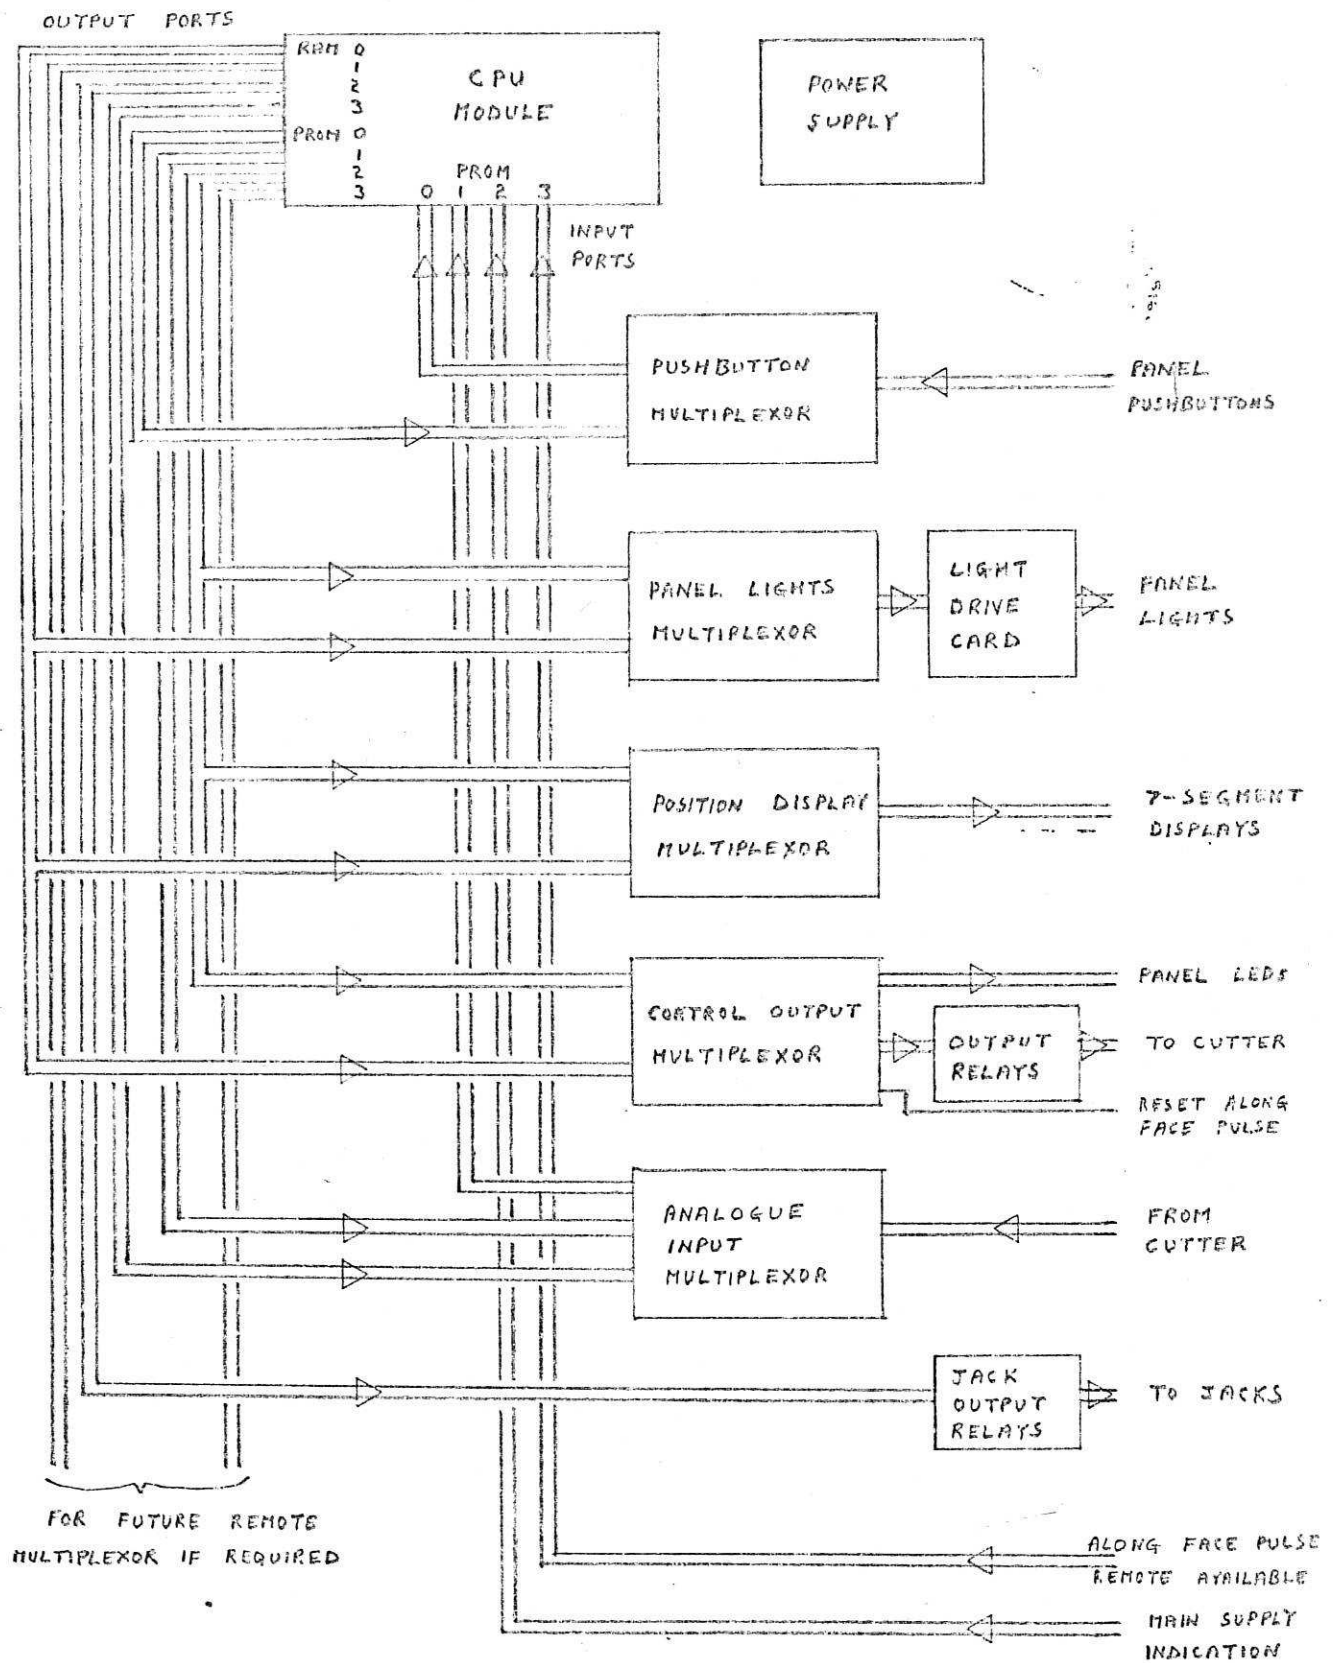 OUTPUT PORTS
RAM 0
1
2
3
PROM 0
1
2
3
CPU
MODULE
PROM
0 1 2 3
INPUT
PORTS
POWER
SUPPLY
PUSHBUTTON
MULTIPLEXOR
PANEL
PUSHBUTTONS
PANEL LIGHTS
MULTIPLEXOR
LIGHT
DRIVE
CARD
PANEL
LIGHTS
POSITION DISPLAY
MULTIPLEXOR
7-SEGMENT
DISPLAYS
CONTROL OUTPUT
MULTIPLEXOR
PANEL LEDS
OUTPUT
RELAYS
TO CUTTER
RESET ALONG
FACE PULSE
ANALOGUE
INPUT
MULTIPLEXOR
FROM
CUTTER
JACK
OUTPUT
RELAYS
TO JACKS
FOR FUTURE REMOTE
MULTIPLEXOR IF REQUIRED
ALONG FACE PULSE
REMOTE AVAILABLE
MAIN SUPPLY
INDICATION